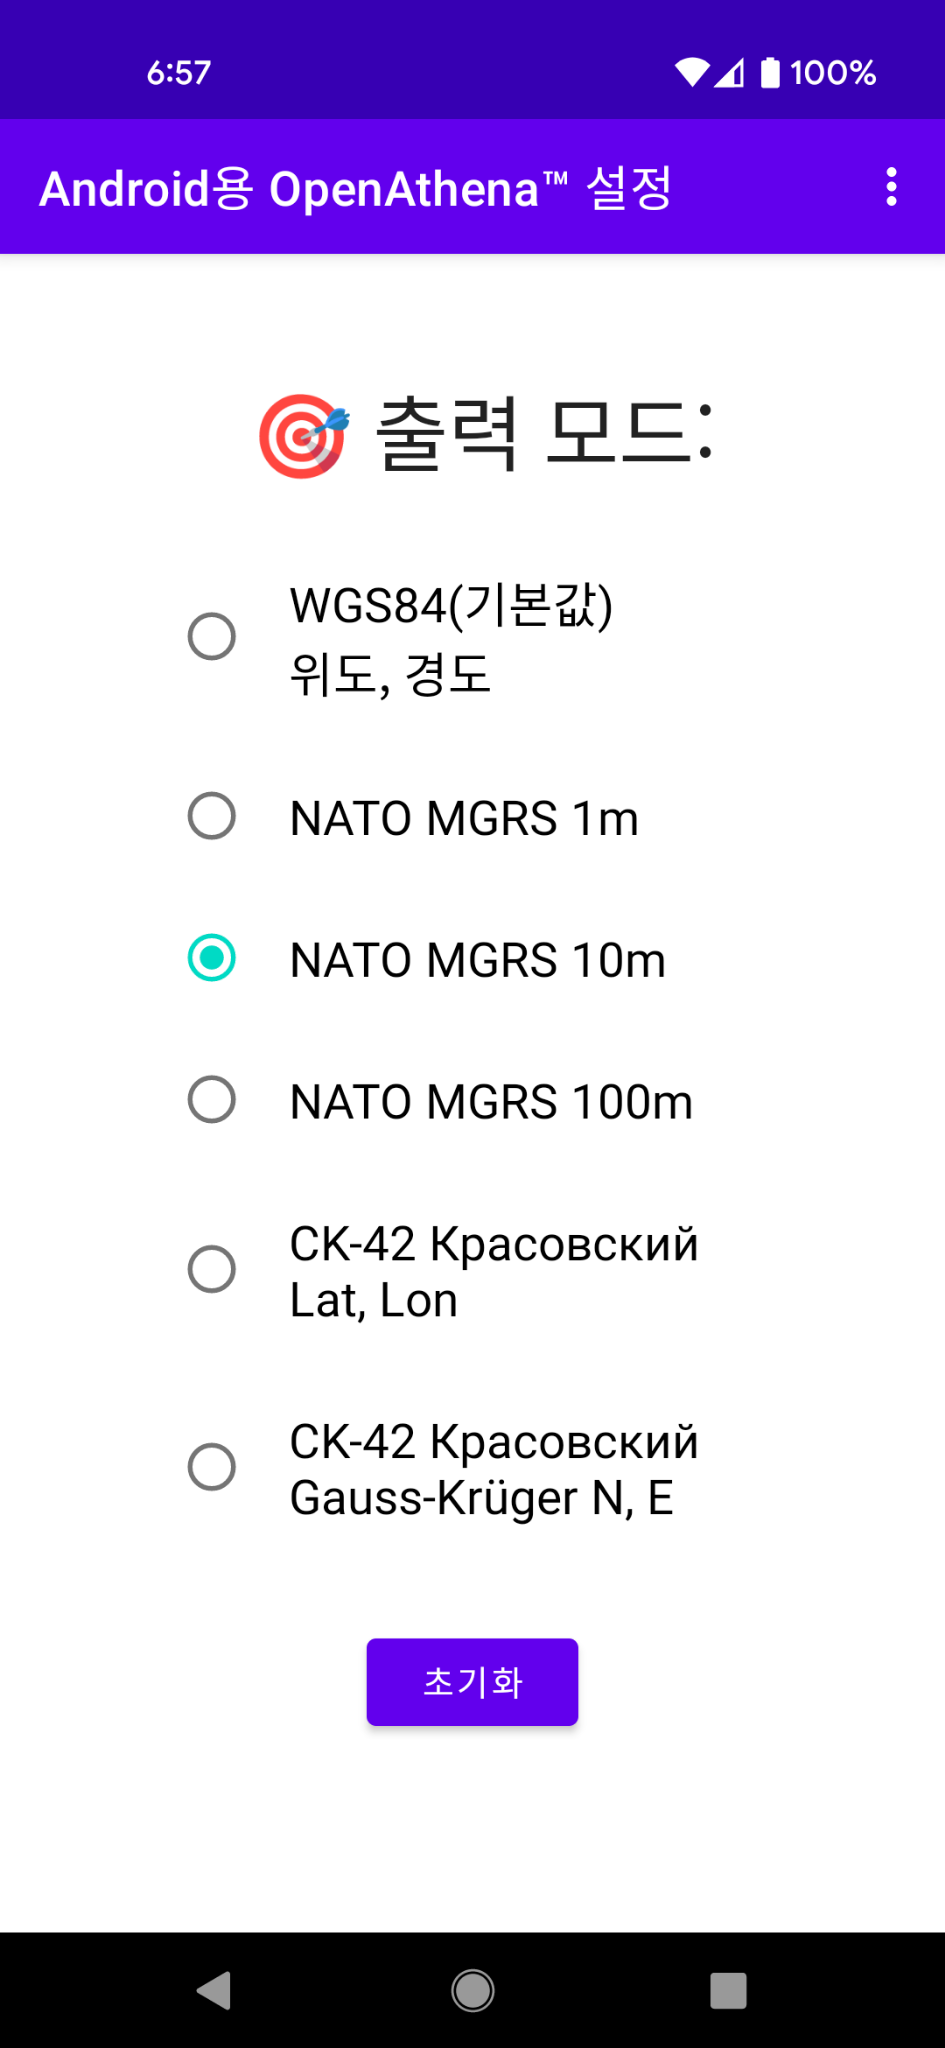 6:57
100%
Android용 OpenAthena™ 설정
🎯 출력 모드:
WGS84(기본값)
위도, 경도
NATO MGRS 1m
NATO MGRS 10m
NATO MGRS 100m
СК-42 Красовский
Lat, Lon
СК-42 Красовский
Gauss-Krüger N, E
초기화